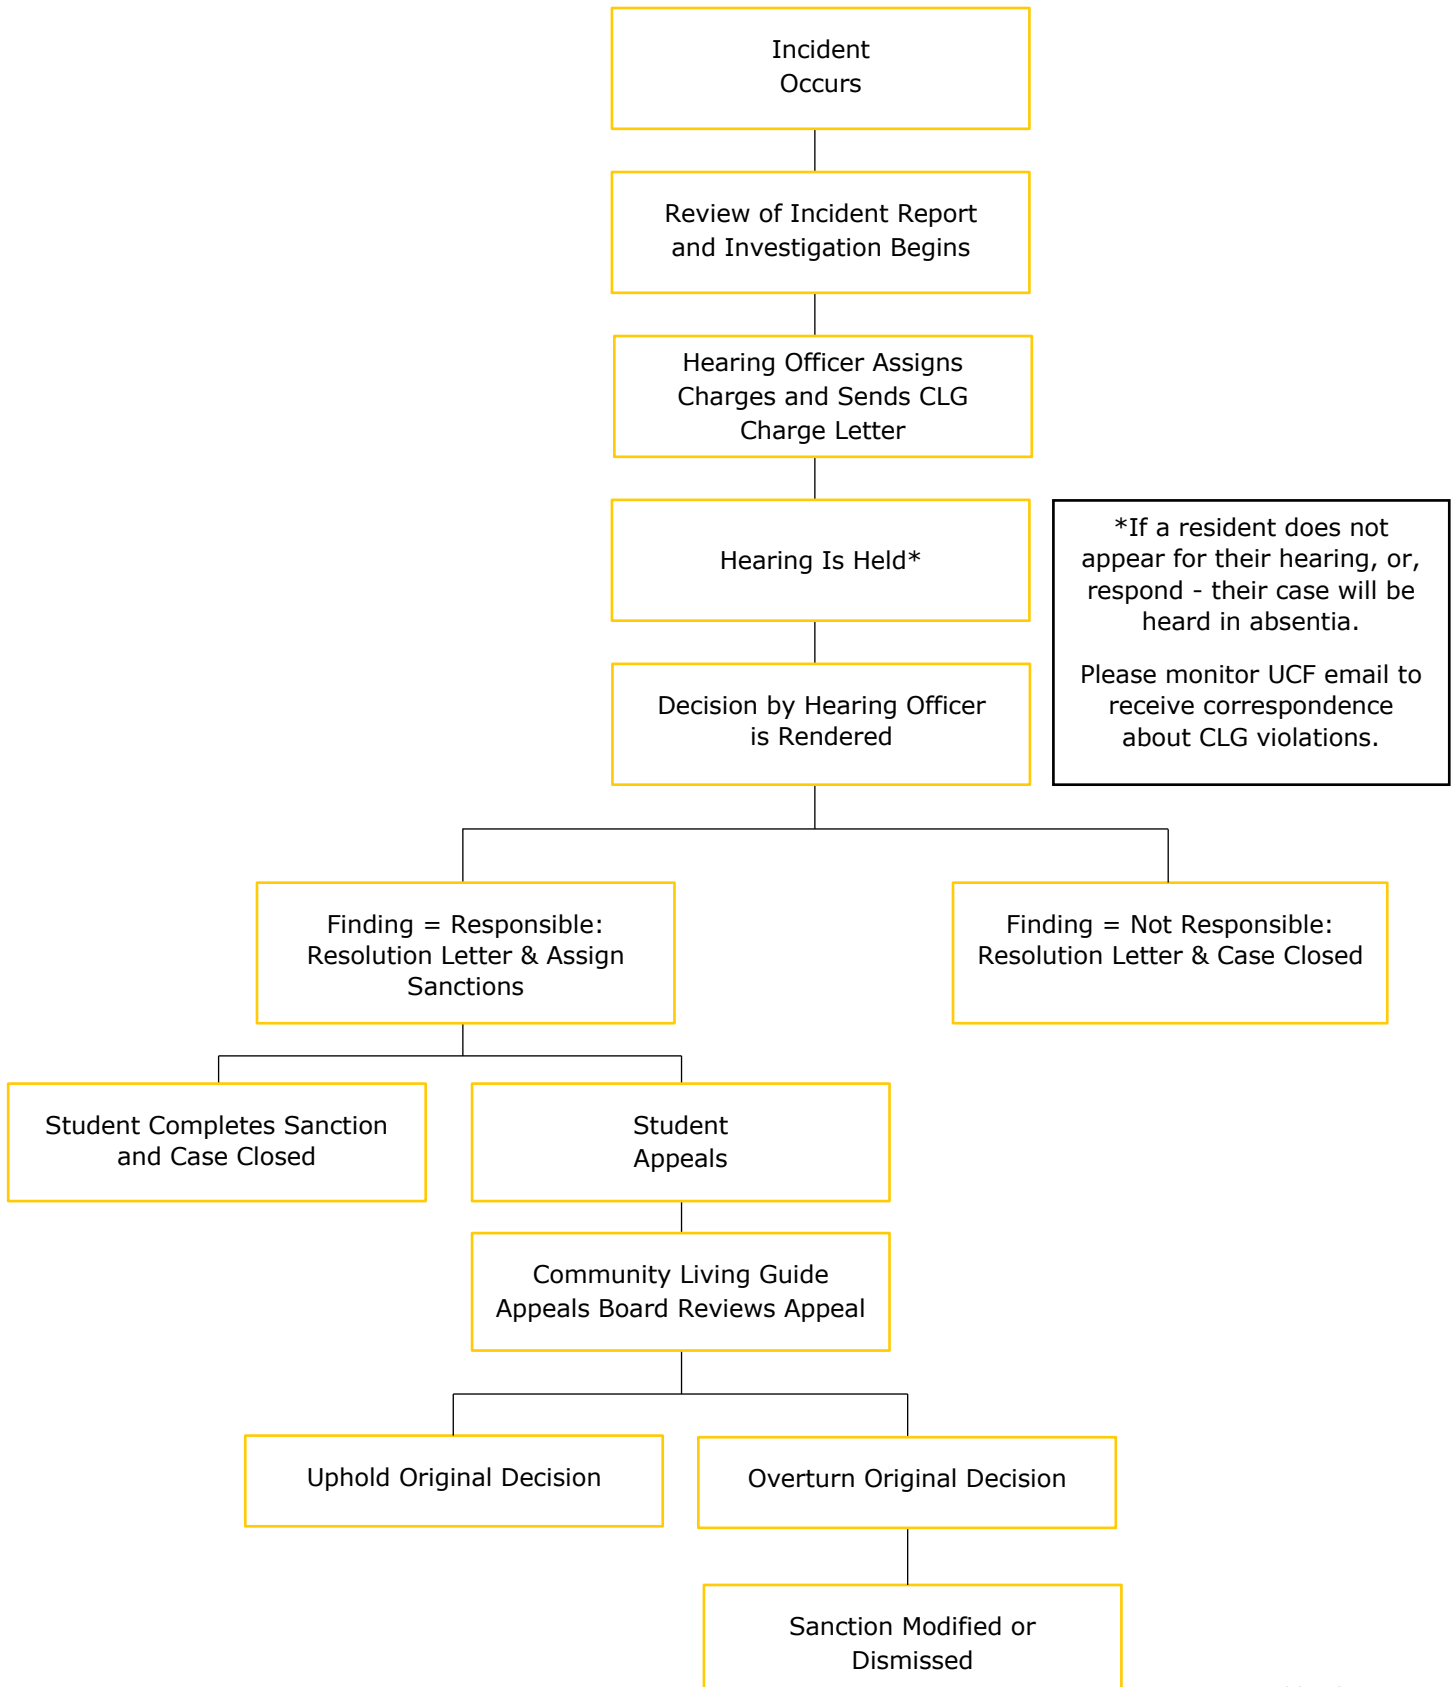 Incident
Occurs
Review of Incident Report
and Investigation Begins
Hearing Officer Assigns
Charges and Sends CLG
Charge Letter
Hearing Is Held*
*If a resident does not
appear for their hearing, or,
respond - their case will be
heard in absentia.
Please monitor UCF email to
receive correspondence
about CLG violations.
Decision by Hearing Officer
is Rendered
Finding = Responsible:
Resolution Letter & Assign
Sanctions
Finding = Not Responsible:
Resolution Letter & Case Closed
Student Completes Sanction
and Case Closed
Student
Appeals
Community Living Guide
Appeals Board Reviews Appeal
Uphold Original Decision
Overturn Original Decision
Sanction Modified or
Dismissed